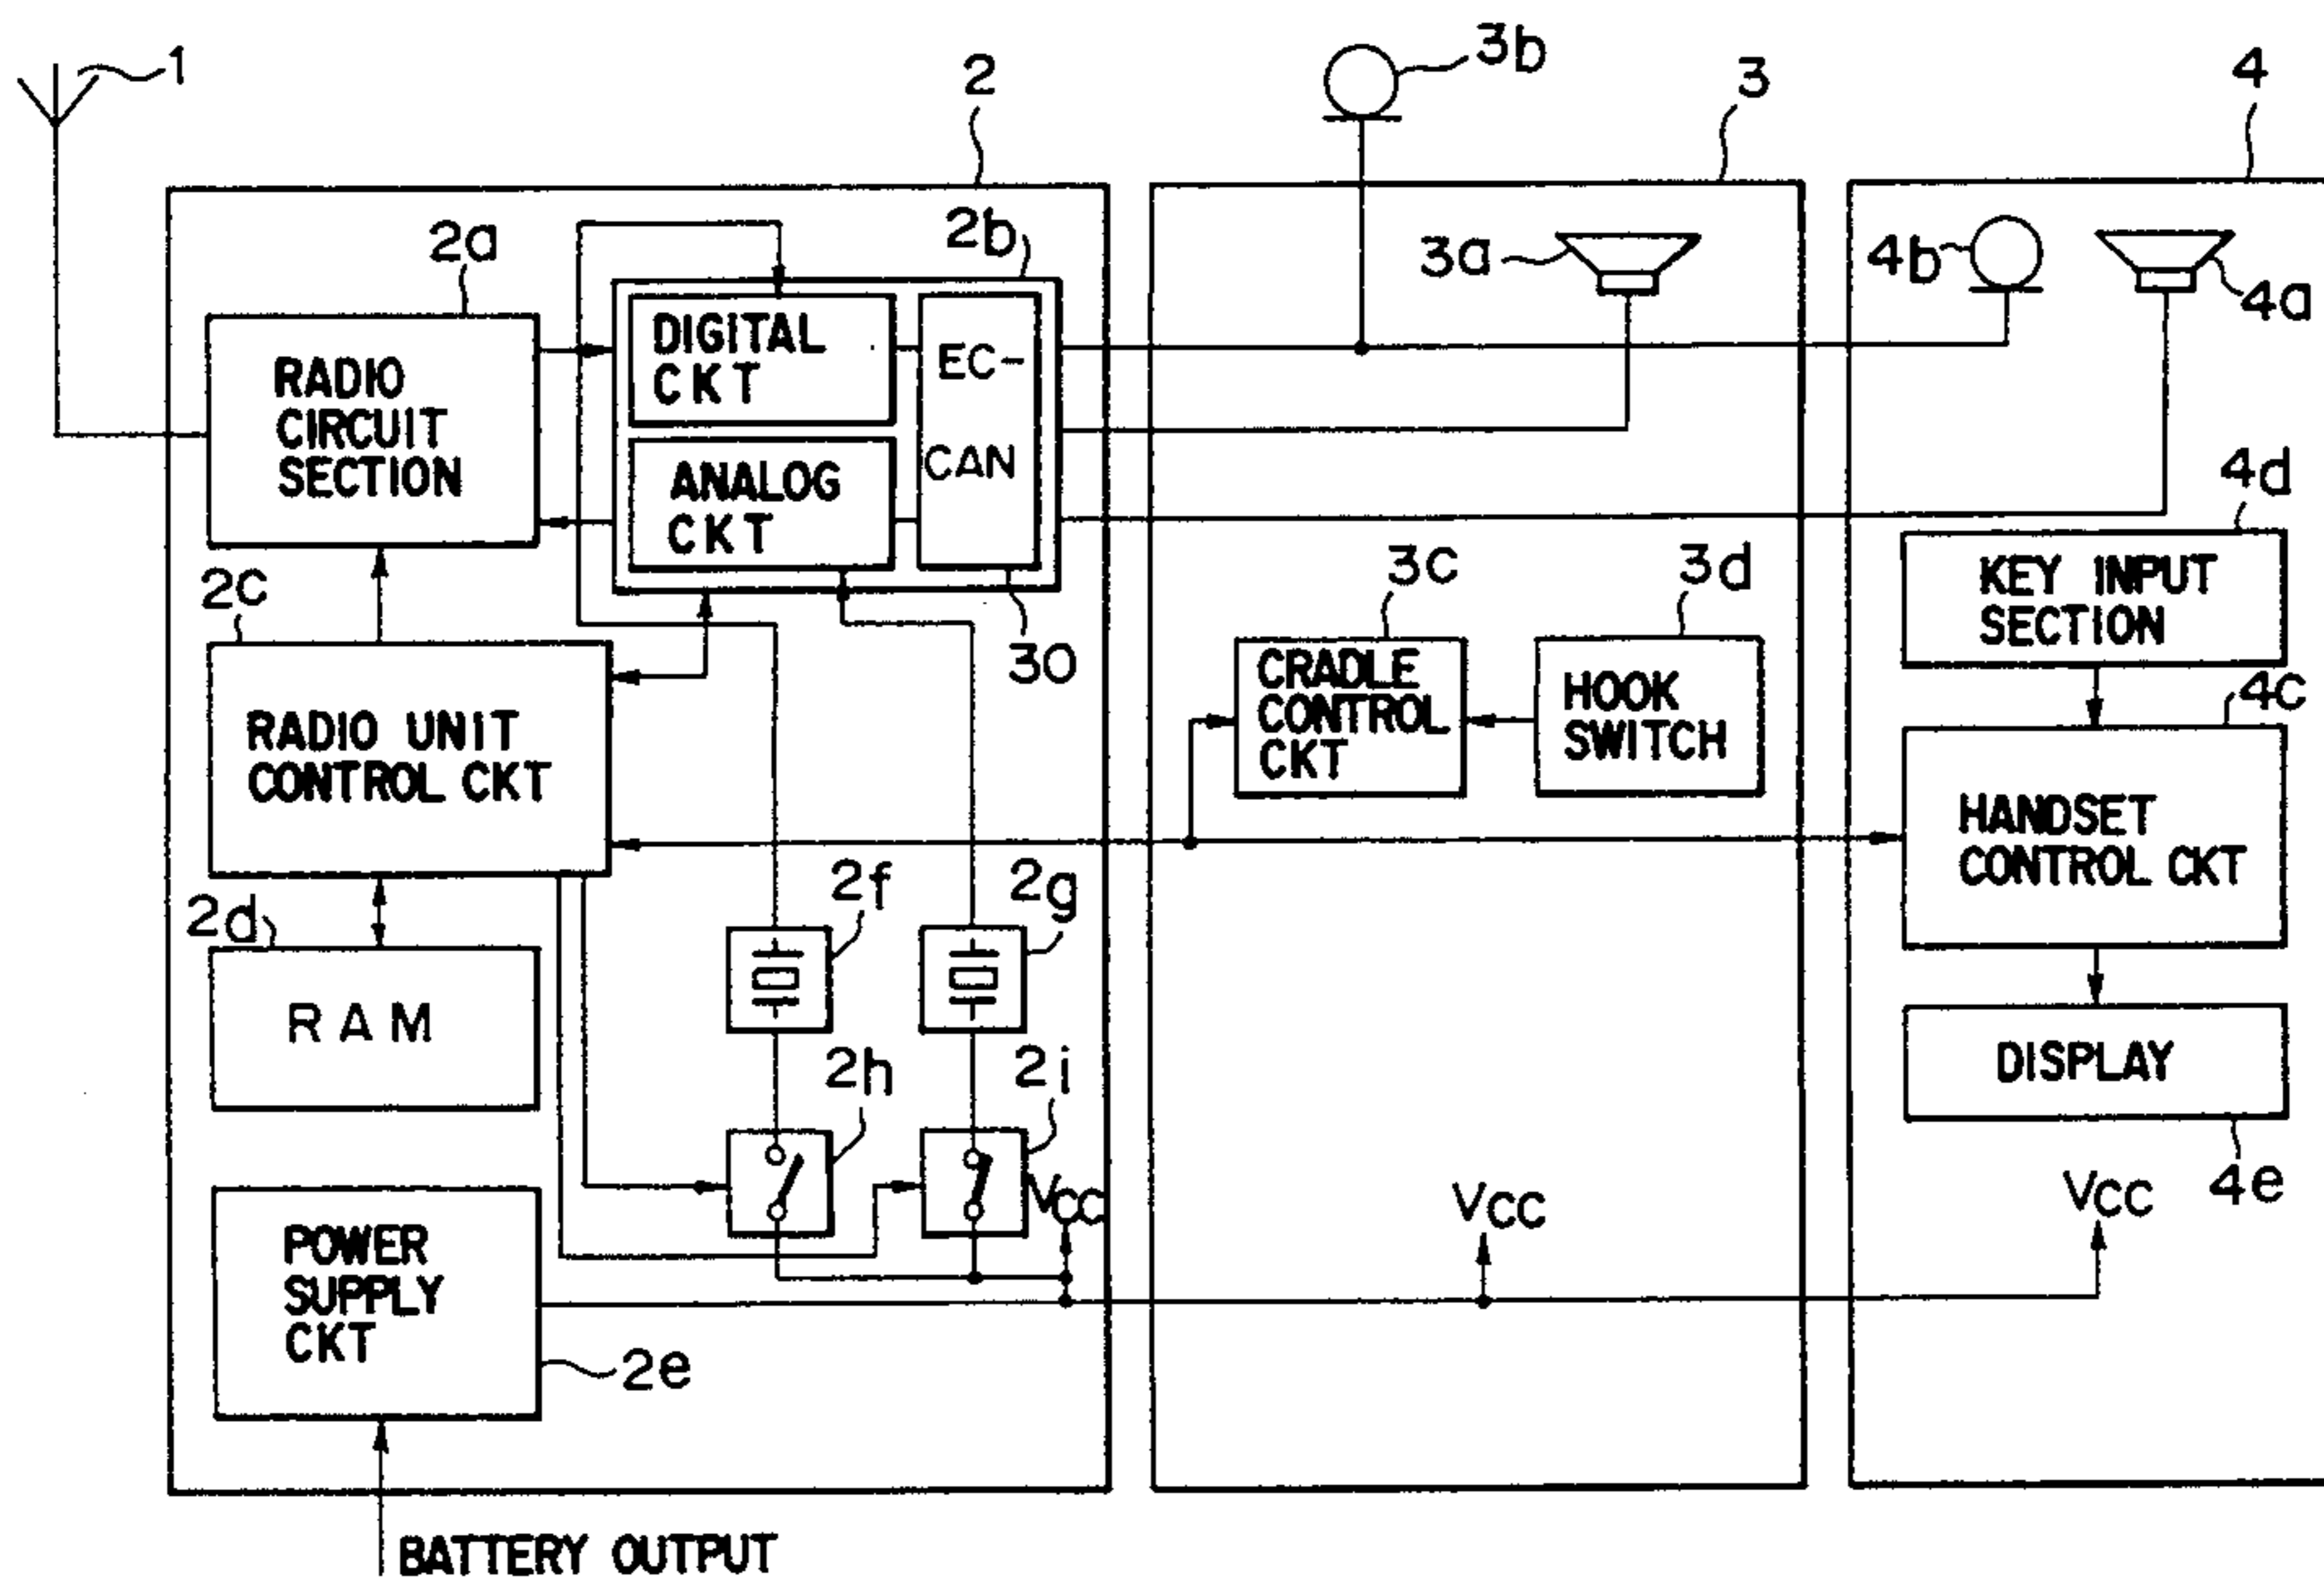 1
2
3b
3
4
2a
2b
3a
4b
4a
RADIO
CIRCUIT
SECTION
DIGITAL
CKT
ANALOG
CKT
EC-
CAN
4d
KEY INPUT
SECTION
2c
30
3c
3d
4c
RADIO UNIT
CONTROL CKT
CRADLE
CONTROL
CKT
HOOK
SWITCH
HANDSET
CONTROL CKT
2d
2f
2g
RAM
2h
2i
DISPLAY
4e
VCC
VCC
VCC
POWER
SUPPLY
CKT
2e
BATTERY OUTPUT